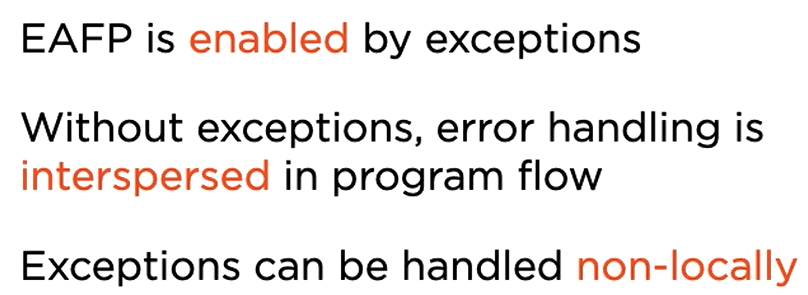 EAFP is enabled by exceptions
Without exceptions, error handling is
interspersed in program flow
Exceptions can be handled non-locally